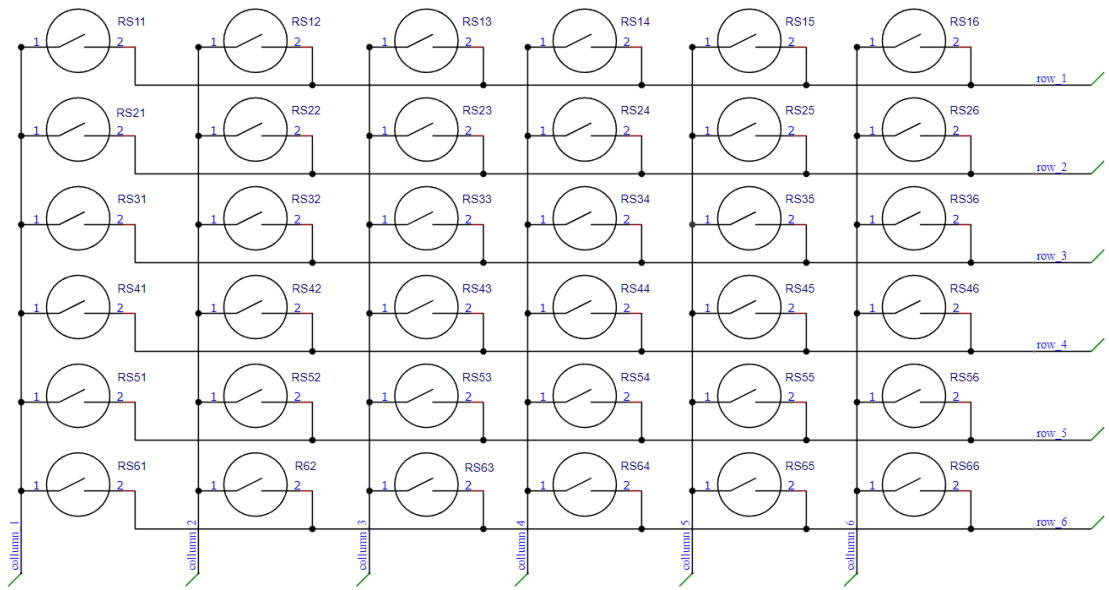 RS11 RS12 RS13 RS14 RS15 RS16
1 2 1 2 1 2 1 2 1 2 1 2
row_1
RS21 RS22 RS23 RS24 RS25 RS26
1 2 1 2 1 2 1 2 1 2 1 2
row_2
RS31 RS32 RS33 RS34 RS35 RS36
1 2 1 2 1 2 1 2 1 2 1 2
row_3
RS41 RS42 RS43 RS44 RS45 RS46
1 2 1 2 1 2 1 2 1 2 1 2
row_4
RS51 RS52 RS53 RS54 RS55 RS56
1 2 1 2 1 2 1 2 1 2 1 2
row_5
RS61 R62 RS63 RS64 RS65 RS66
1 2 1 2 1 2 1 2 1 2 1 2
row_6
collumn_1 collumn_2 collumn_3 collumn_4 collumn_5 collumn_6